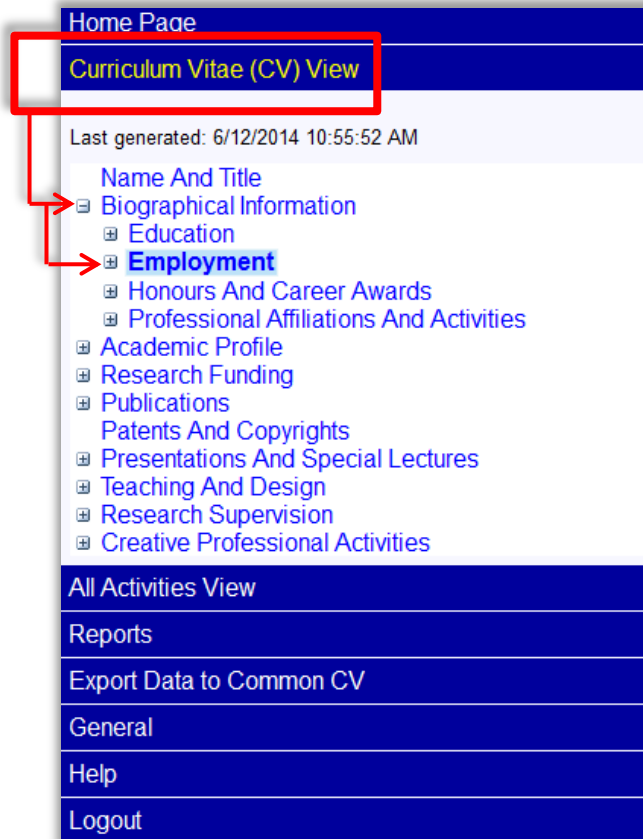 Home Page
Curriculum Vitae (CV) View
Last generated: 6/12/2014 10:55:52 AM
Name And Title
Biographical Information
Education
Employment
Honours And Career Awards
Professional Affiliations And Activities
Academic Profile
Research Funding
Publications
Patents And Copyrights
Presentations And Special Lectures
Teaching And Design
Research Supervision
Creative Professional Activities
All Activities View
Reports
Export Data to Common CV
General
Help
Logout